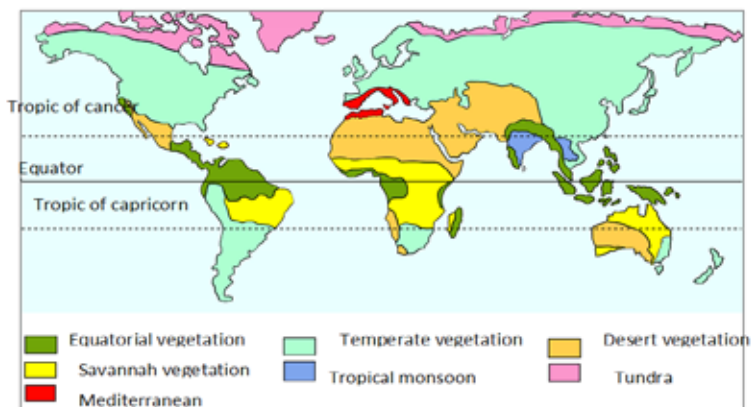 Tropic of cancer
Equator
Tropic of capricorn
Equatorial vegetation
Temperate vegetation
Desert vegetation
Savannah vegetation
Tropical monsoon
Tundra
Mediterranean